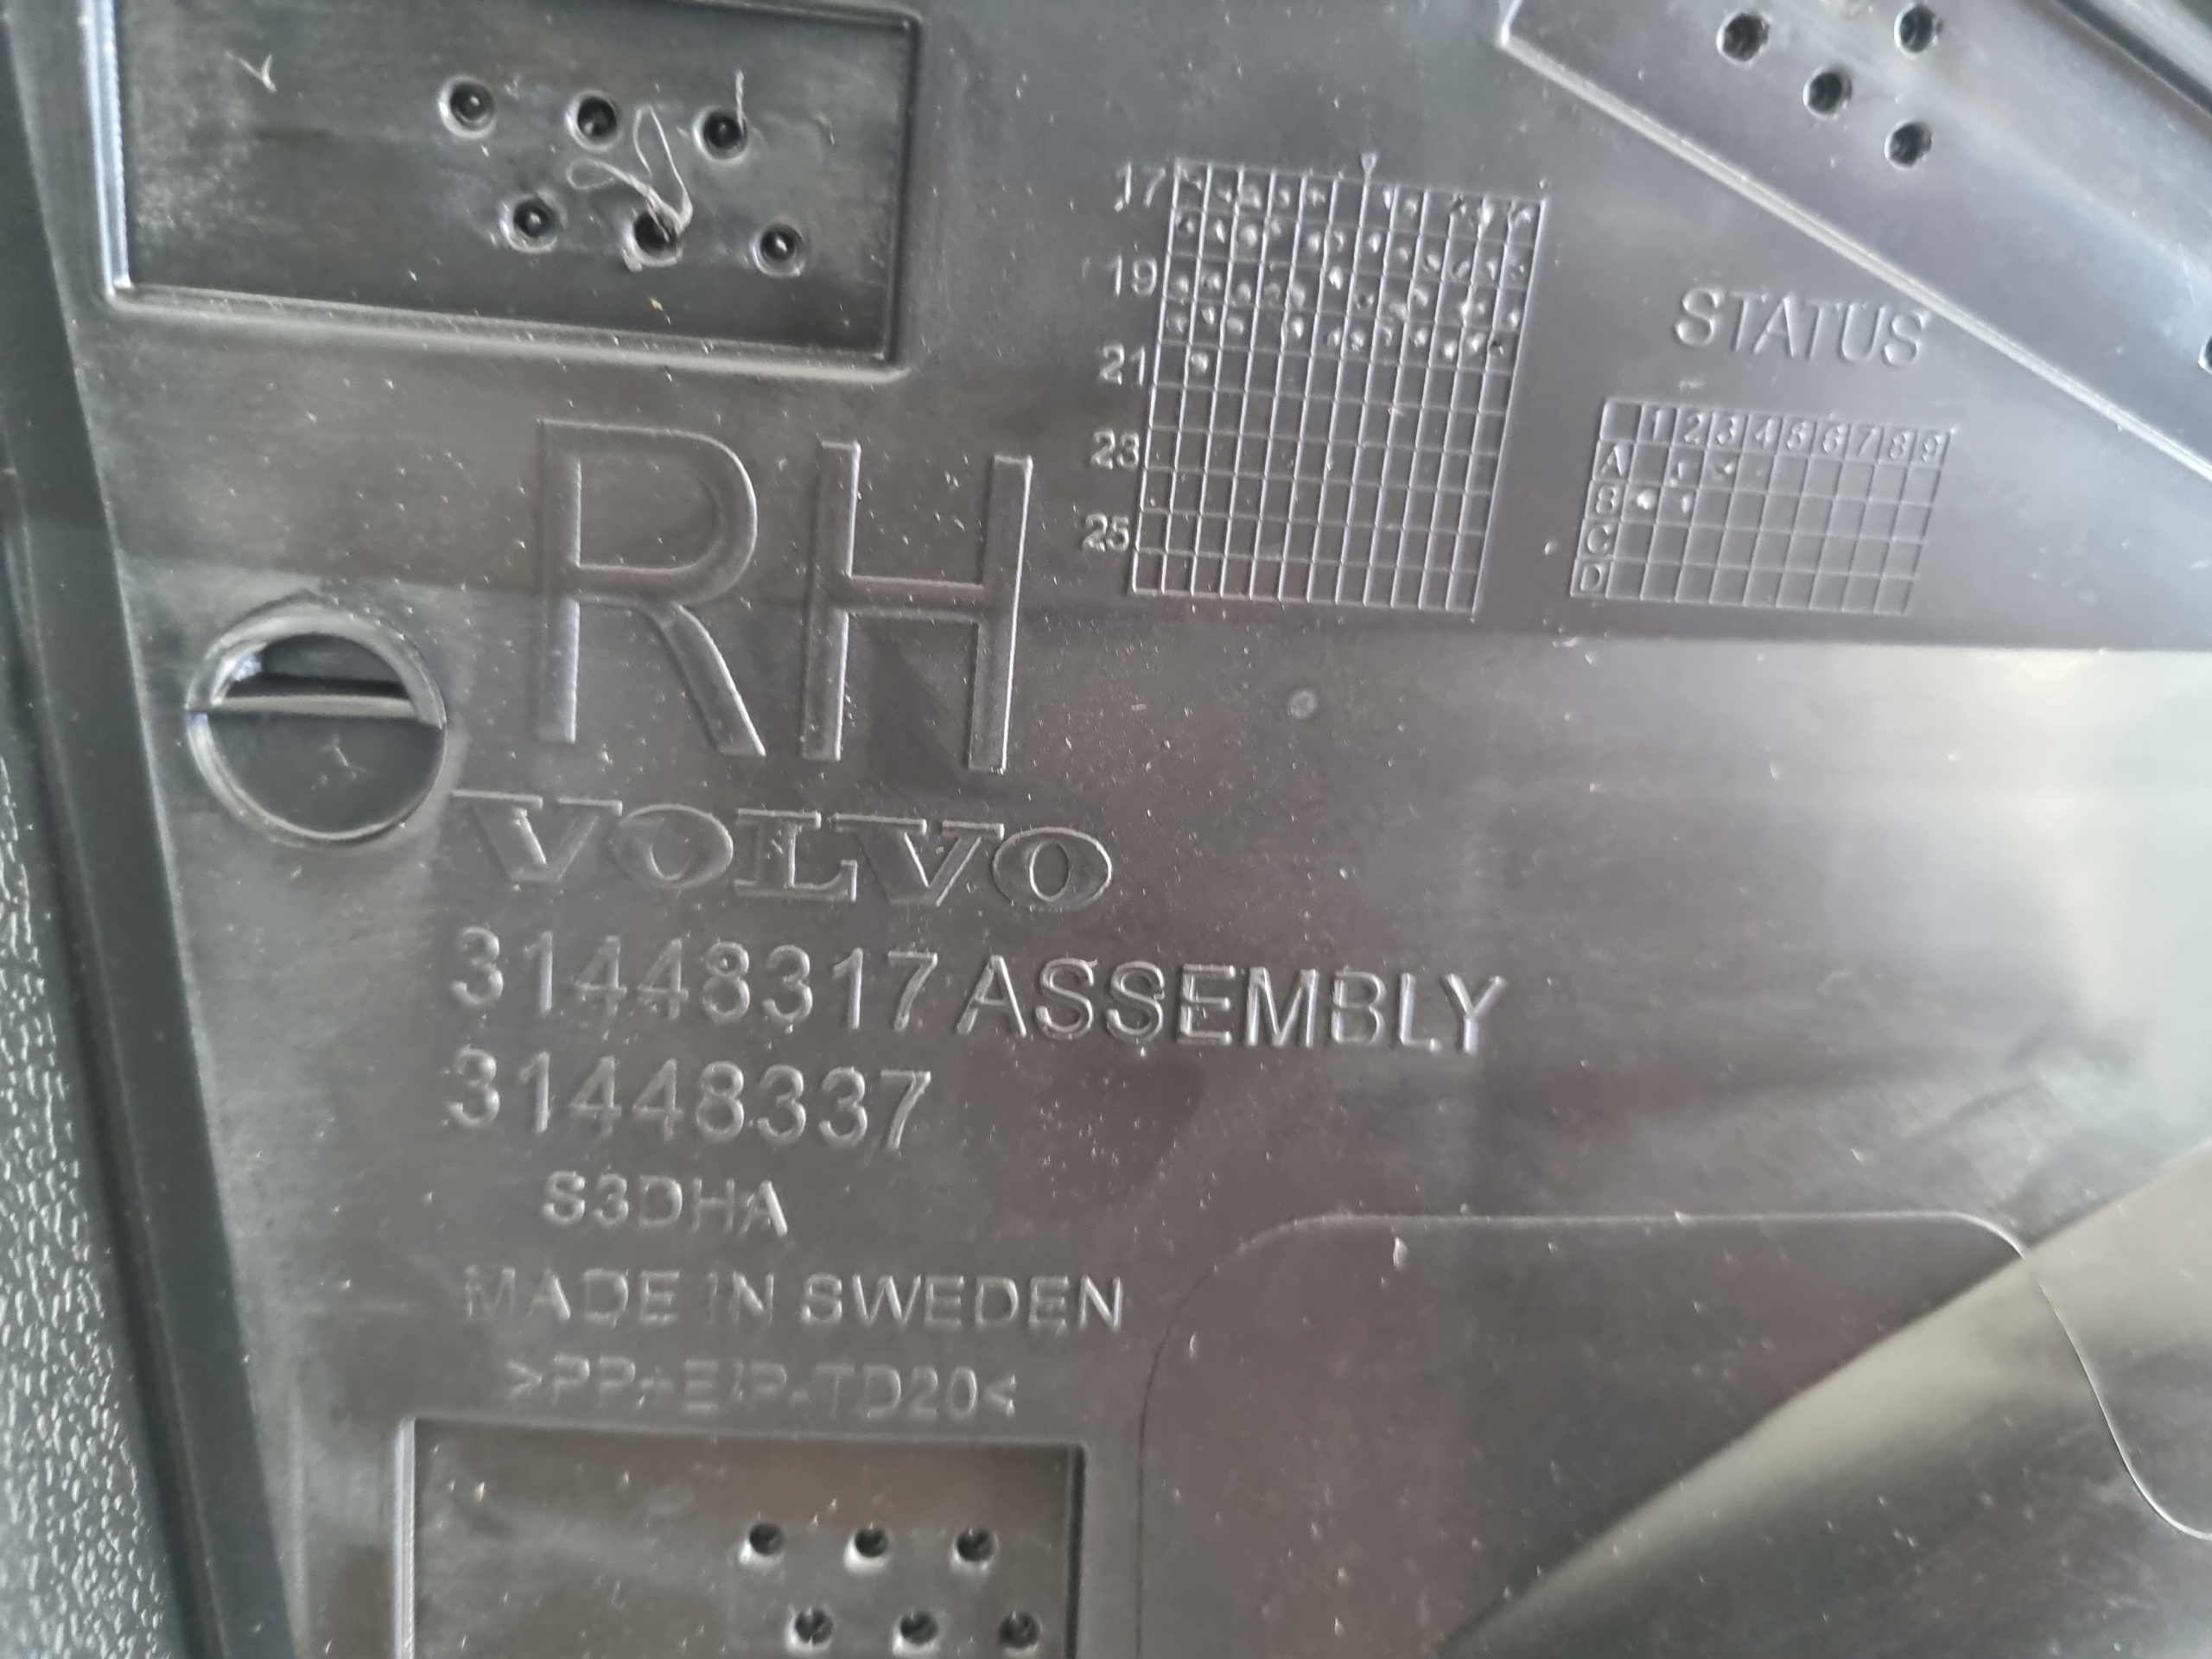 17
19
21
23
25
STATUS
1 2 3 4 5 6 7 8 9
A
B
C
D
RH
VOLVO
31448317 ASSEMBLY
31448337
S3DHA
MADE IN SWEDEN
>PP+E/P-TD20<